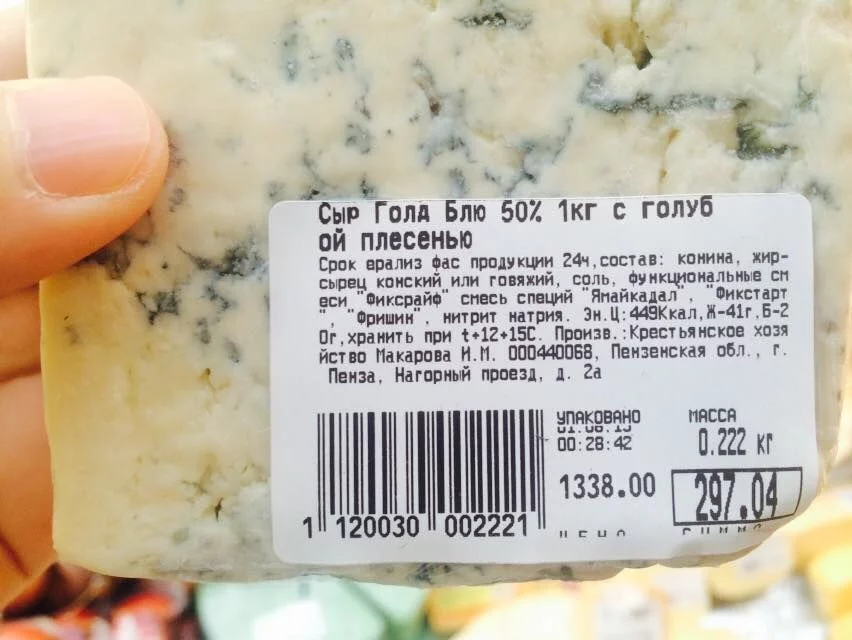 Сыр Голд Блю 50% 1кг с голуб
ой плесенью
Срок врализ фас продукции 24ч,состав: конина, жир-
сырец конский или говяжий, соль, функциональные см
еси "Фиксрайф" смесь специй "Ямайкадал", "Фикстарт
", "Фришин", нитрит натрия. Эн.Ц:449Ккал,Ж-41г,Б-2
0г,хранить при t+12+15С. Произв.:Крестьянское хозя
йство Макарова И.М. 000440068, Пензенская обл., г.
Пенза, Нагорный проезд, д. 2а
УПАКОВАНО МАССА
00:28:42 0.222 кг
1338.00 297.04
1 120030 002221